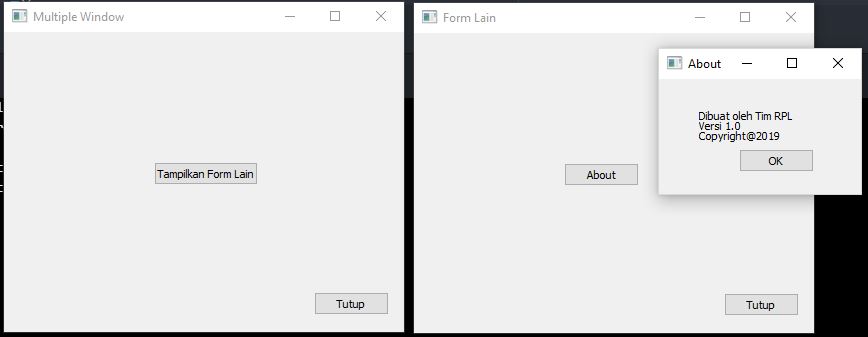 Multiple Window
Tampilkan Form Lain
Tutup
Form Lain
About
Tutup
About
Dibuat oleh Tim RPL
Versi 1.0
Copyright@2019
OK